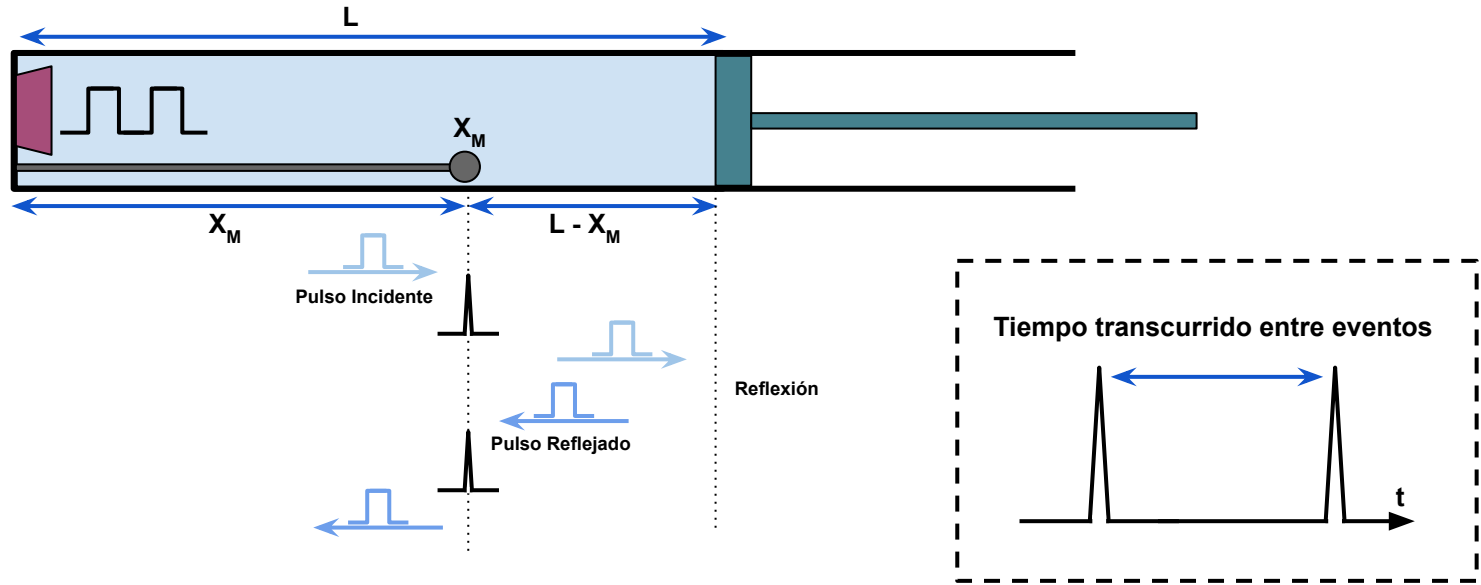 L
X_M
X_M
L - X_M
Pulso Incidente
Tiempo transcurrido entre eventos
Reflexión
Pulso Reflejado
t